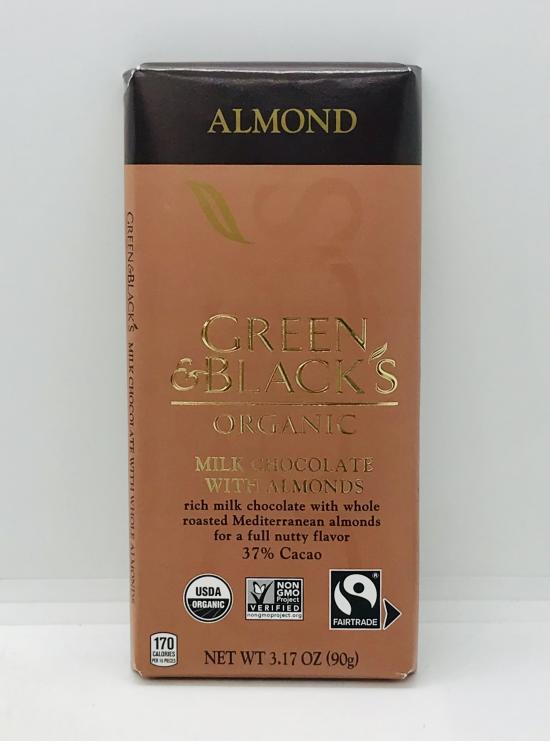 ALMOND
GREEN
&BLACK'S
ORGANIC
MILK CHOCOLATE
WITH ALMONDS
rich milk chocolate with whole
roasted Mediterranean almonds
for a full nutty flavor
37% Cacao
USDA
ORGANIC
NON
GMO
Project
VERIFIED
nongmoproject.org
®
FAIRTRADE
170
CALORIES
NET WT 3.17 OZ (90g)
GREEN&BLACK'S MILK CHOCOLATE WITH WHOLE ALMONDS